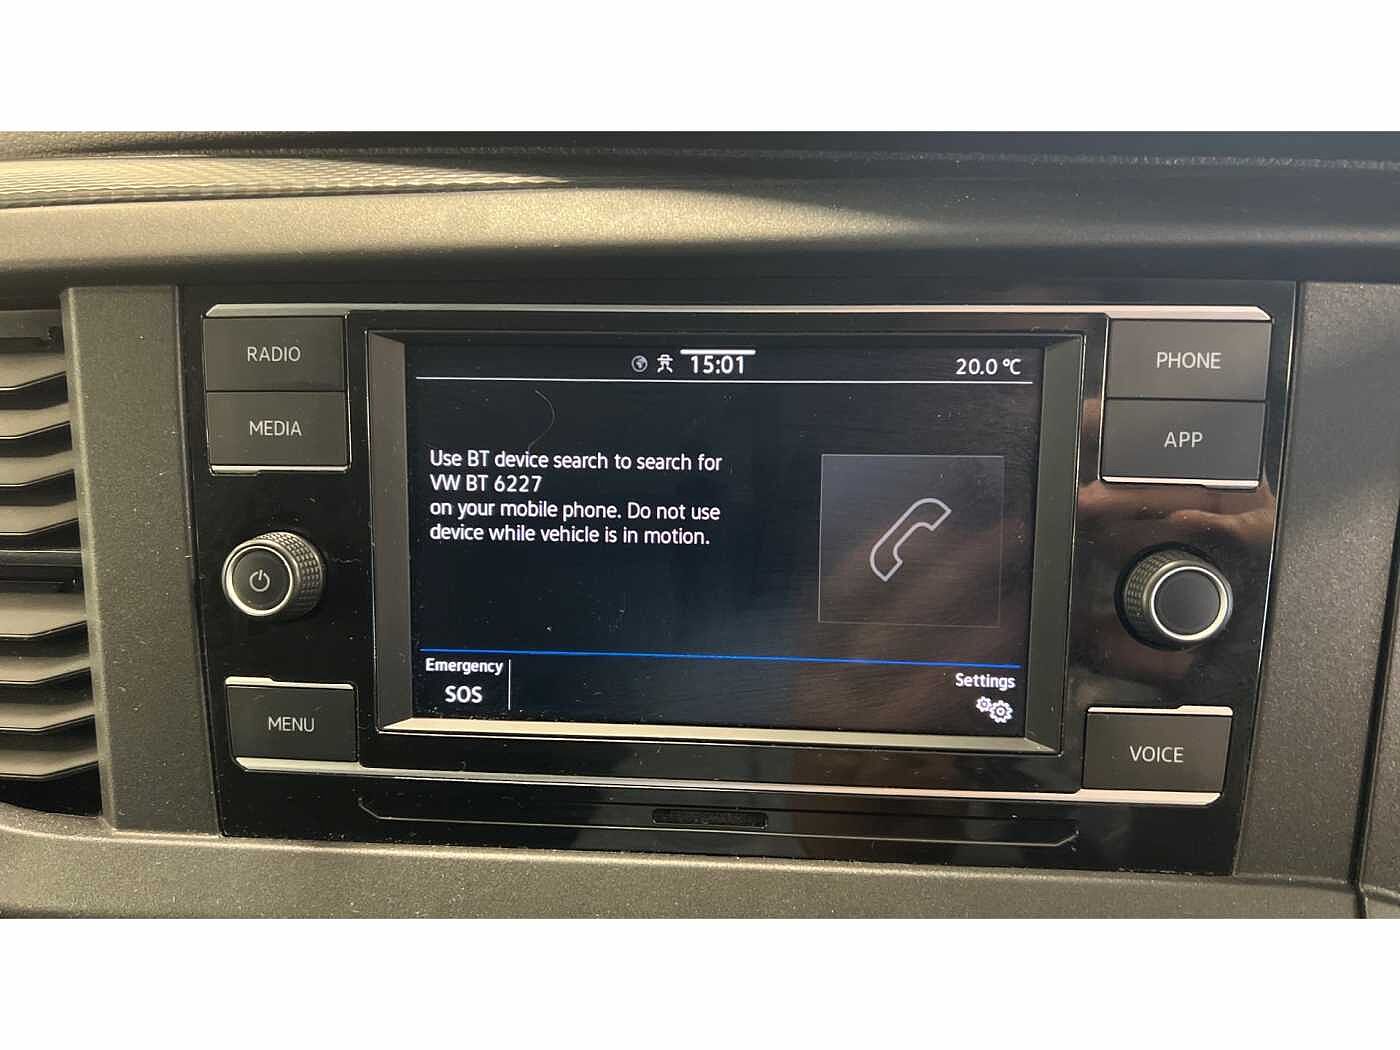 RADIO
MEDIA
MENU
15:01
20.0 °C
Use BT device search to search for
VW BT 6227
on your mobile phone. Do not use
device while vehicle is in motion.
Emergency
SOS
Settings
PHONE
APP
VOICE